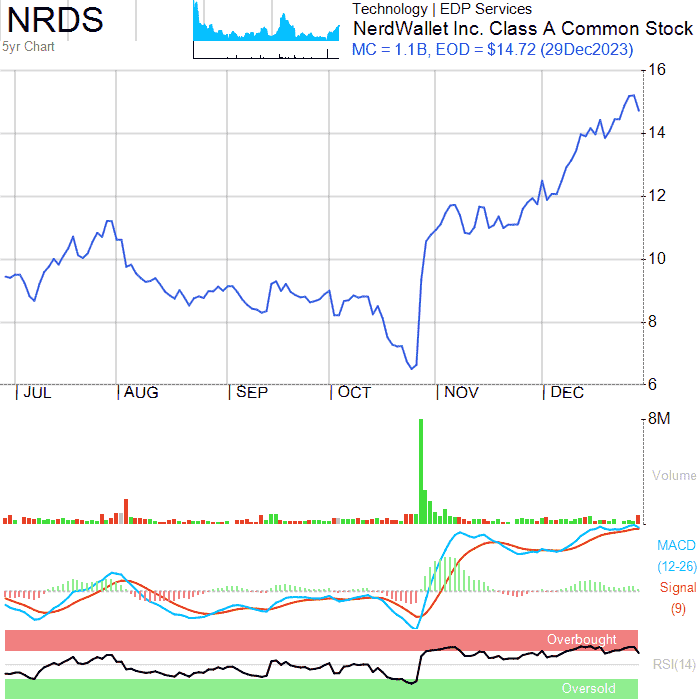 NRDS
5yr Chart
Technology | EDP Services
NerdWallet Inc. Class A Common Stock
MC = 1.1B, EOD = $14.72 (29Dec2023)
16
14
12
10
8
6
JUL AUG SEP OCT NOV DEC
8M
Volume
MACD
(12-26)
Signal
(9)
Overbought
RSI(14)
Oversold